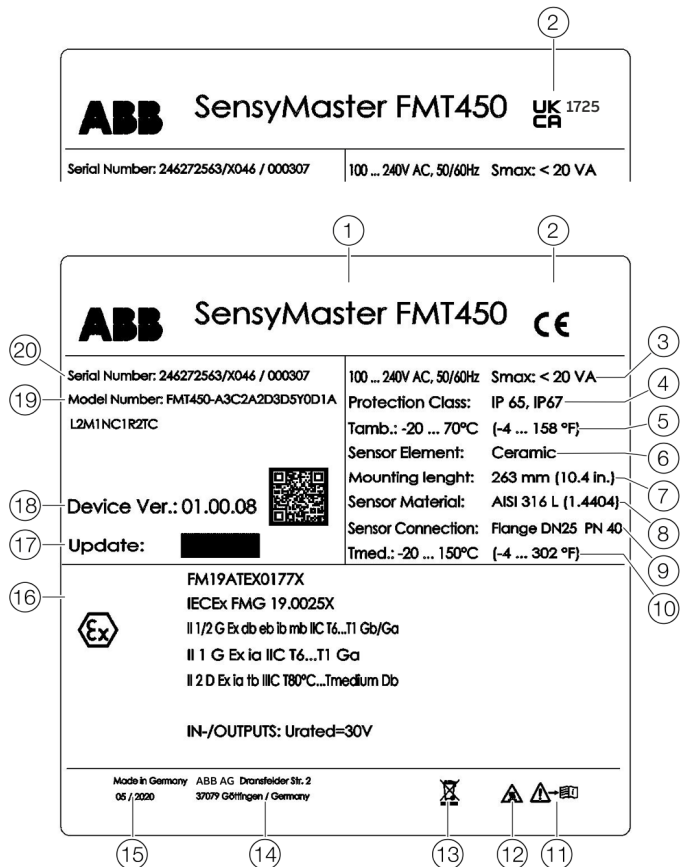 2
ABB SensyMaster FMT450 UK CA 1725
Serial Number: 246272563/X046 / 000307 100 ... 240V AC, 50/60Hz Smax: < 20 VA
1 2
ABB SensyMaster FMT450 CE
20 Serial Number: 246272563/X046 / 000307 100 ... 240V AC, 50/60Hz Smax: < 20 VA 3
19 Model Number: FMT450-A3C2A2D3D5Y0D1A Protection Class: IP 65, IP67 4
L2M1NC1R2TC Tamb.: -20 ... 70°C (-4 ... 158 °F) 5
Sensor Element: Ceramic 6
Mounting lenght: 263 mm (10.4 in.) 7
18 Device Ver.: 01.00.08 Sensor Material: AISI 316 L (1.4404) 8
Sensor Connection: Flange DN25 PN 40 9
17 Update: Tmed.: -20 ... 150°C (-4 ... 302 °F) 10
16 FM19ATEX0177X
IECEx FMG 19.0025X
Ex II 1/2 G Ex db eb ib mb IIC T6...T1 Gb/Ga
II 1 G Ex ia IIC T6...T1 Ga
II 2 D Ex ia tb IIIC T80°C...Tmedium Db
IN-/OUTPUTS: Urated=30V
Made in Germany ABB AG Dransfelder Str. 2
05 / 2020 37079 Göttingen / Germany
15 14 13 12 11